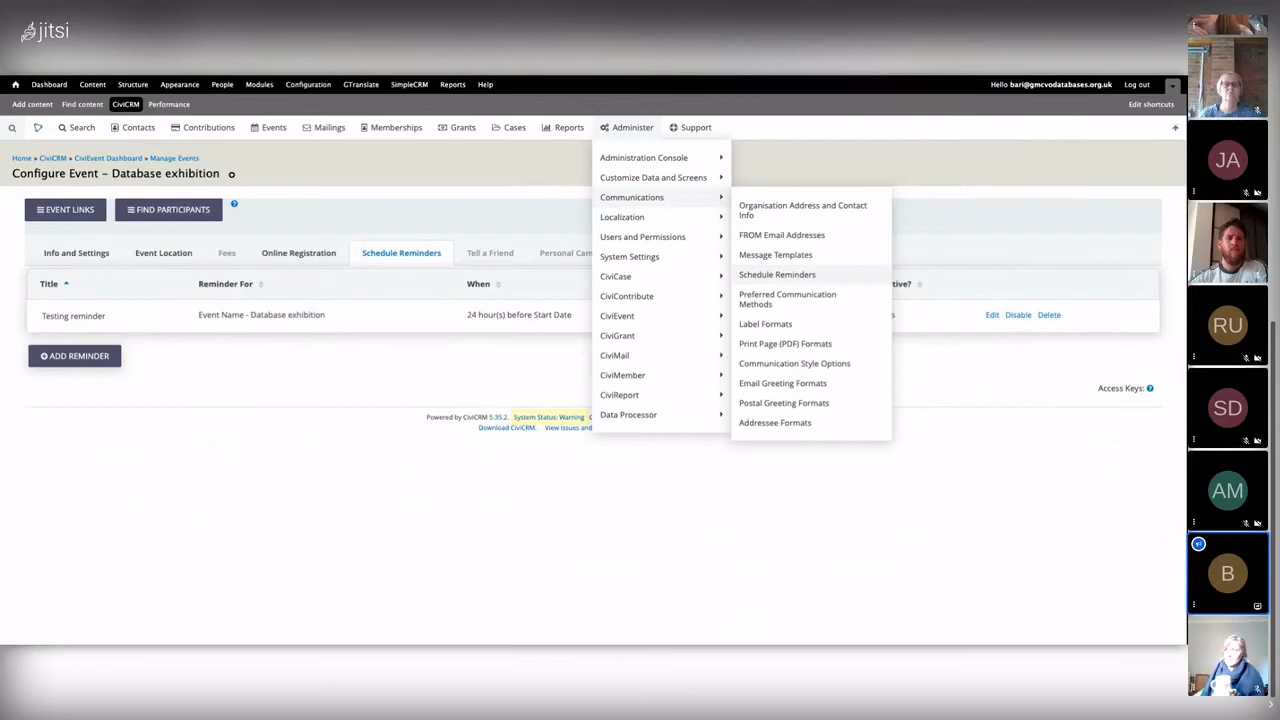 jitsi
Dashboard Content Structure Appearance People Modules Configuration GTranslate SimpleCRM Reports Help Hello bari@gmcvodatabases.org.uk Log out
Add content Find content CiviCRM Performance Edit shortcuts
Search Contacts Contributions Events Mailings Memberships Grants Cases Reports Administer Support
Home » CiviCRM » CiviEvent Dashboard » Manage Events
Configure Event - Database exhibition
EVENT LINKS FIND PARTICIPANTS
Info and Settings Event Location Fees Online Registration Schedule Reminders Tell a Friend Personal Cam
Title Reminder For When ?
Testing reminder Event Name - Database exhibition 24 hour(s) before Start Date s Edit Disable Delete
ADD REMINDER
Access Keys:
Powered by CiviCRM 5.35.2. System Status: Warning
Download CiviCRM. View issues and
Administration Console
Customize Data and Screens
Communications
Localization
Users and Permissions
System Settings
CiviCase
CiviContribute
CiviEvent
CiviGrant
CiviMail
CiviMember
CiviReport
Data Processor
Organisation Address and Contact
Info
FROM Email Addresses
Message Templates
Schedule Reminders
Preferred Communication
Methods
Label Formats
Print Page (PDF) Formats
Communication Style Options
Email Greeting Formats
Postal Greeting Formats
Addressee Formats
JA
RU
SD
AM
B